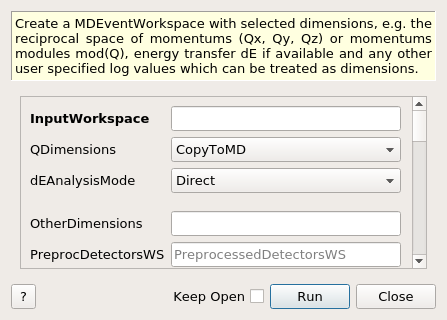 Create a MDEventWorkspace with selected dimensions, e.g. the
reciprocal space of momentums (Qx, Qy, Qz) or momentums
modules mod(Q), energy transfer dE if available and any other
user specified log values which can be treated as dimensions.
InputWorkspace
QDimensions CopyToMD
dEAnalysisMode Direct
OtherDimensions
PreprocDetectorsWS PreprocessedDetectorsWS
? Keep Open Run Close